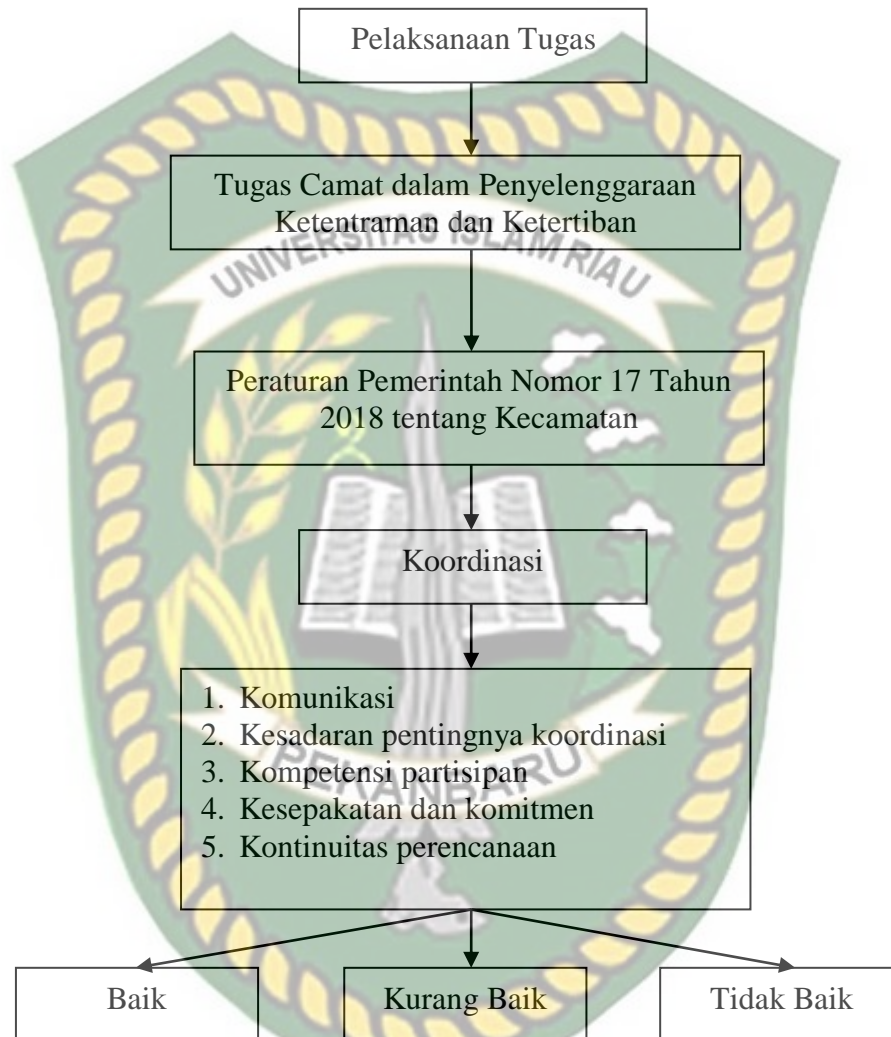 Pelaksanaan Tugas
Tugas Camat dalam Penyelenggaraan
Ketentraman dan Ketertiban
UNIVERSITAS ISLAM RIAU
Peraturan Pemerintah Nomor 17 Tahun
2018 tentang Kecamatan
Koordinasi
1. Komunikasi
2. Kesadaran pentingnya koordinasi
3. Kompetensi partisipan
PEKANBARU
4. Kesepakatan dan komitmen
5. Kontinuitas perencanaan
Baik
Kurang Baik
Tidak Baik